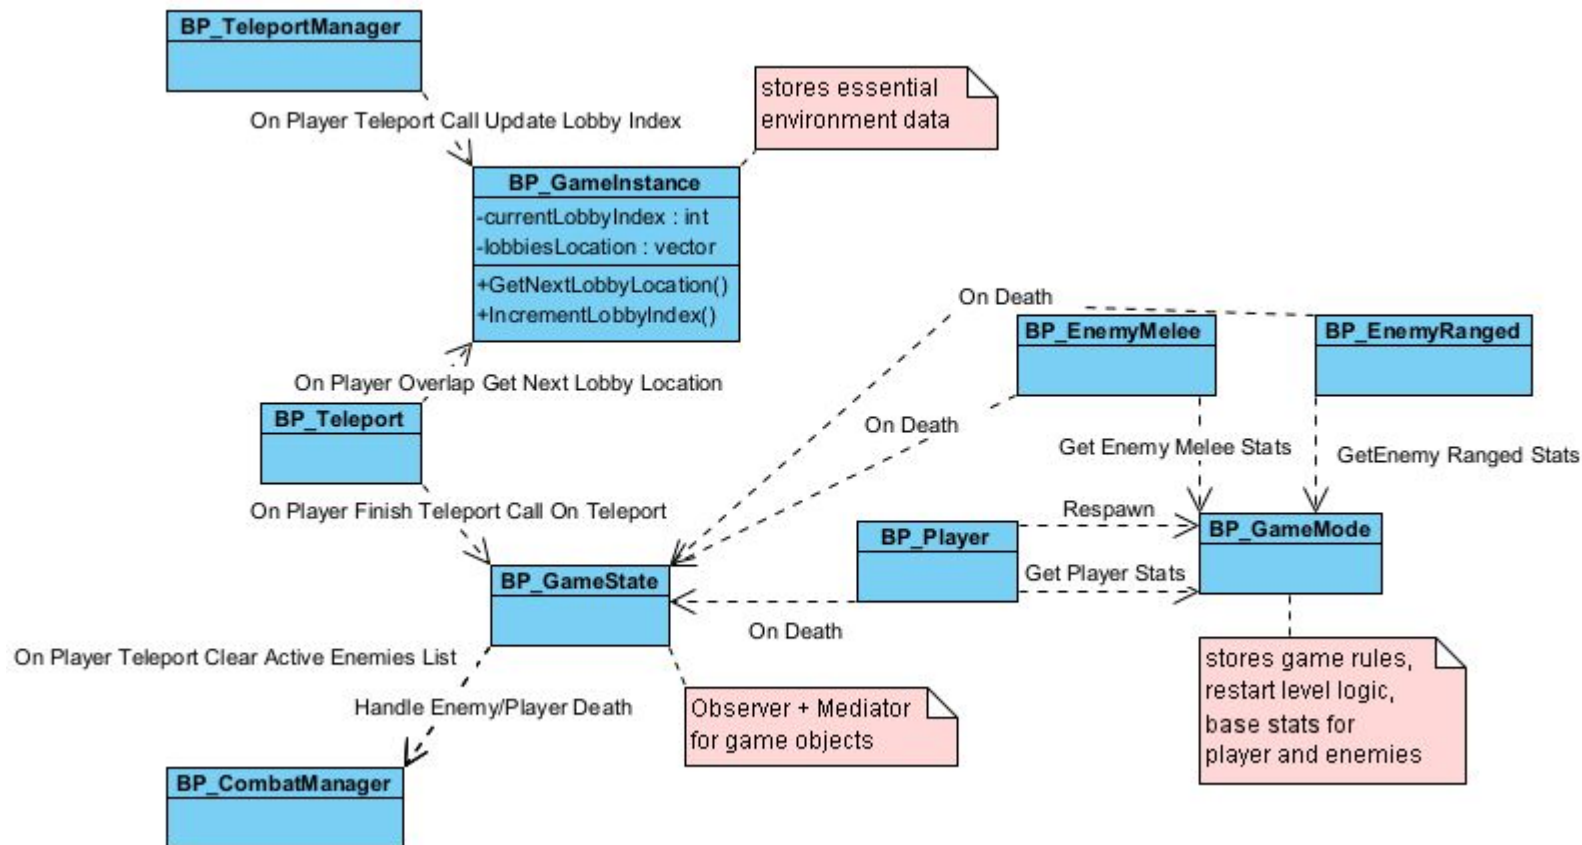 BP_TeleportManager
On Player Teleport Call Update Lobby Index
stores essential
environment data
BP_GameInstance
-currentLobbyIndex : int
-lobbiesLocation : vector
+GetNextLobbyLocation()
+IncrementLobbyIndex()
On Player Overlap Get Next Lobby Location
BP_Teleport
On Player Finish Teleport Call On Teleport
On Death
BP_EnemyMelee
BP_EnemyRanged
On Death
Get Enemy Melee Stats
GetEnemy Ranged Stats
Respawn
BP_Player
BP_GameMode
Get Player Stats
BP_GameState
On Death
On Player Teleport Clear Active Enemies List
Handle Enemy/Player Death
Observer + Mediator
for game objects
stores game rules,
restart level logic,
base stats for
player and enemies
BP_CombatManager